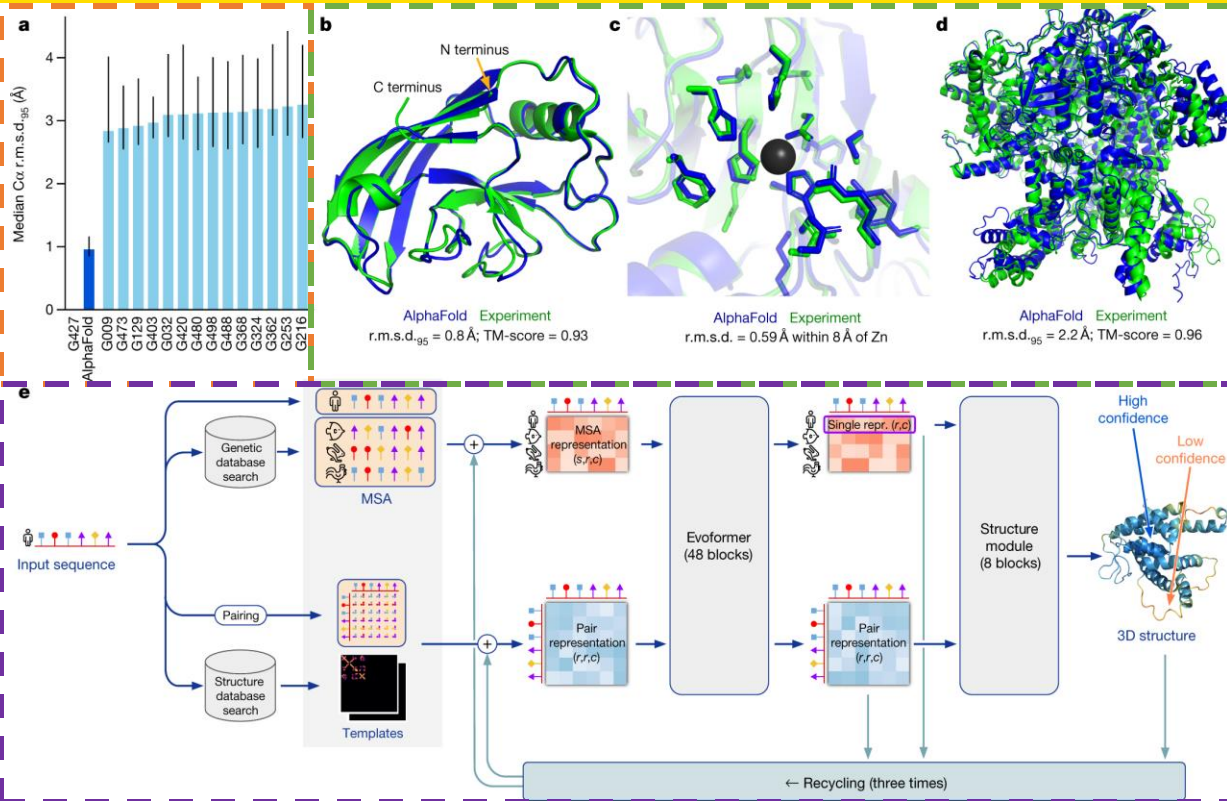 a
Median Cα r.m.s.d.95 (Å)
4
3
2
1
0
G427
AlphaFold
G009
G473
G129
G403
G032
G420
G480
G498
G488
G368
G324
G362
G253
G216
b
N terminus
C terminus
AlphaFold Experiment
r.m.s.d.95 = 0.8 Å; TM-score = 0.93
c
AlphaFold Experiment
r.m.s.d. = 0.59 Å within 8 Å of Zn
d
AlphaFold Experiment
r.m.s.d.95 = 2.2 Å; TM-score = 0.96
e
Input sequence
Genetic
database
search
Pairing
Structure
database
search
MSA
Templates
+
+
MSA
representation
(s,r,c)
Pair
representation
(r,r,c)
Evoformer
(48 blocks)
Single repr. (r,c)
Pair
representation
(r,r,c)
Structure
module
(8 blocks)
High
confidence
Low
confidence
3D structure
← Recycling (three times)